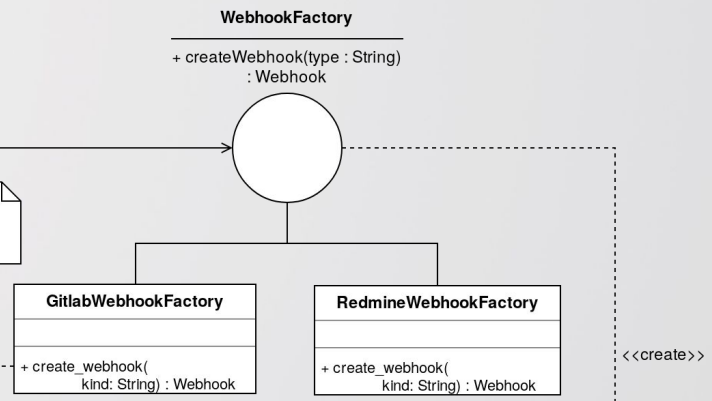 WebhookFactory
+ createWebhook(type : String)
: Webhook
GitlabWebhookFactory
RedmineWebhookFactory
+ create_webhook(
kind: String) : Webhook
+ create_webhook(
kind: String) : Webhook
<<create>>